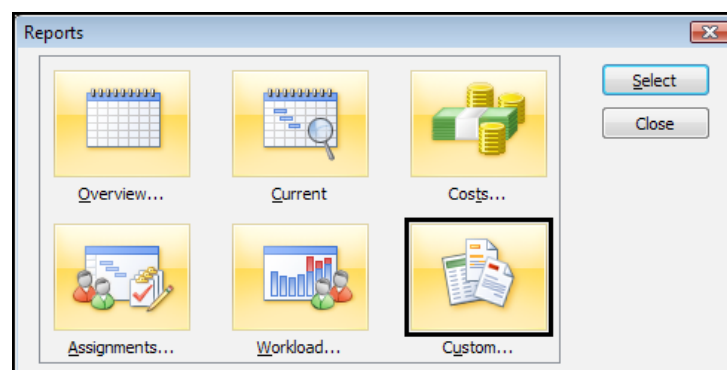 Reports
Select
Close
Overview...
Current
Costs...
Assignments...
Workload...
Custom...